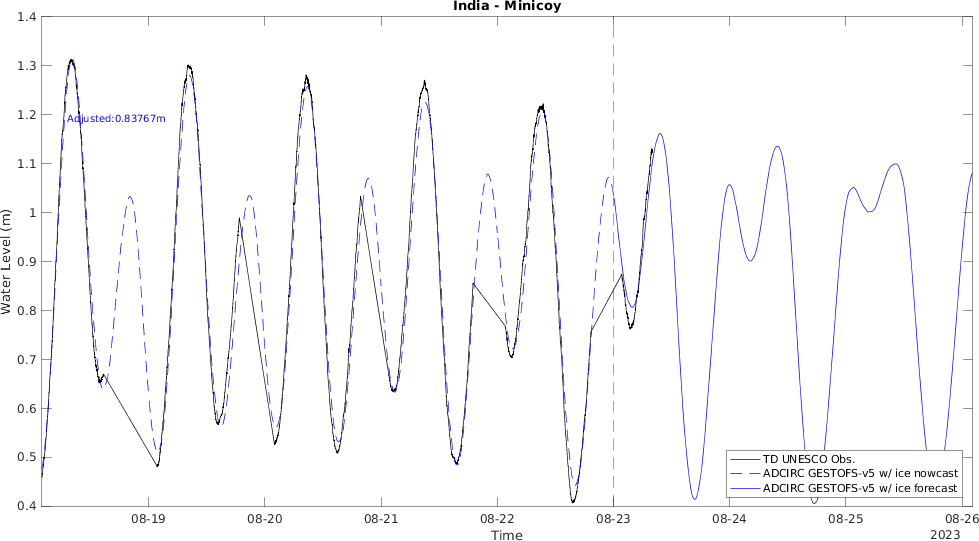 India - Minicoy
1.4
1.3
1.2
1.1
1
0.9
0.8
0.7
0.6
0.5
0.4
Water Level (m)
Adjusted:0.83767m
TD UNESCO Obs.
ADCIRC GESTOFS-v5 w/ ice nowcast
ADCIRC GESTOFS-v5 w/ ice forecast
08-19 08-20 08-21 08-22 08-23 08-24 08-25 08-26
Time
2023